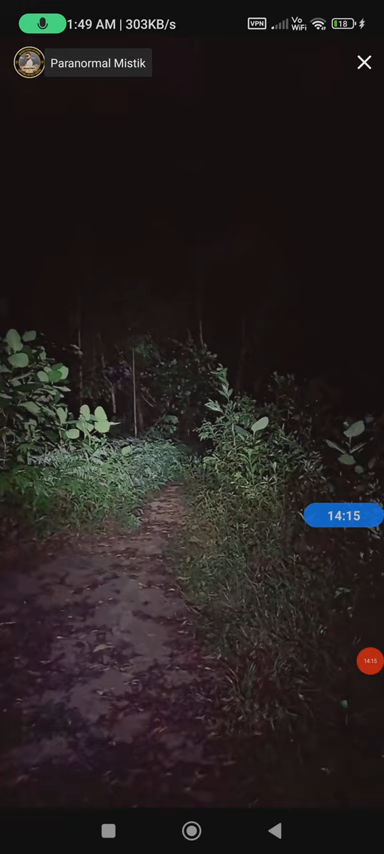 1:49 AM | 303KB/s
VPN
Vo
WiFi
18
Paranormal Mistik
14:15
14:15